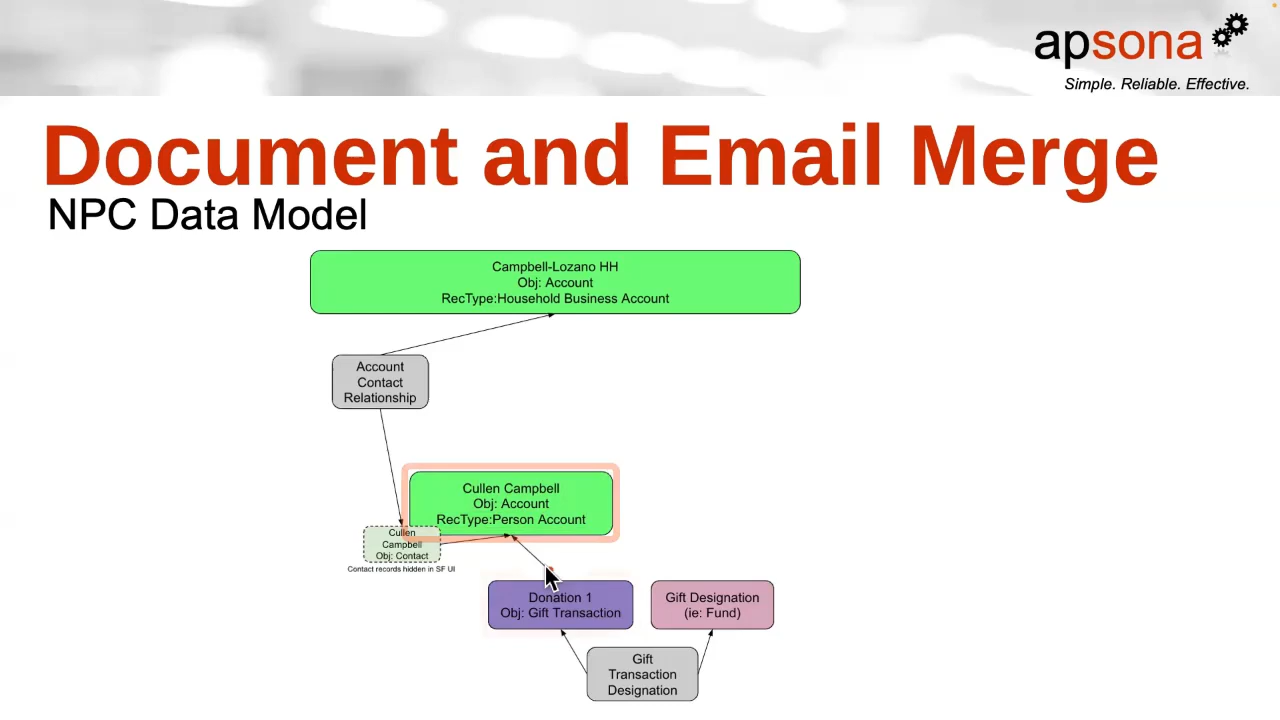 apsona
Simple. Reliable. Effective.
Document and Email Merge
NPC Data Model
Campbell-Lozano HH
Obj: Account
RecType:Household Business Account
Account
Contact
Relationship
Cullen Campbell
Obj: Account
RecType:Person Account
Cullen
Campbell
Obj: Contact
Contact records hidden in SF UI
Donation 1
Obj: Gift Transaction
Gift Designation
(ie: Fund)
Gift
Transaction
Designation